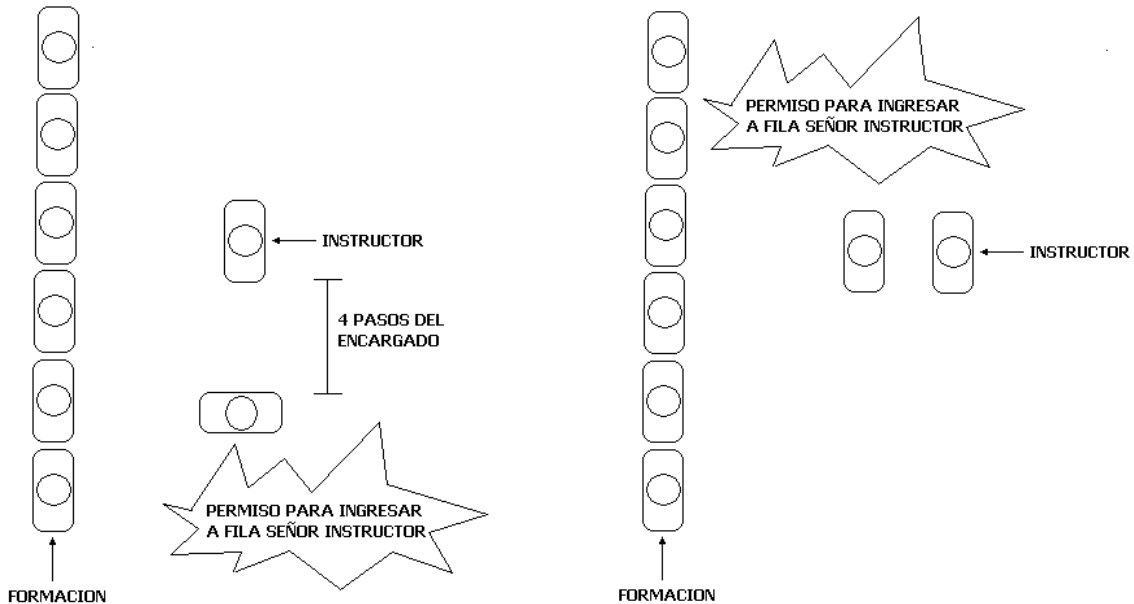 INSTRUCTOR
4 PASOS DEL
ENCARGADO
PERMISO PARA INGRESAR
A FILA SEÑOR INSTRUCTOR
FORMACION
PERMISO PARA INGRESAR
A FILA SEÑOR INSTRUCTOR
INSTRUCTOR
FORMACION